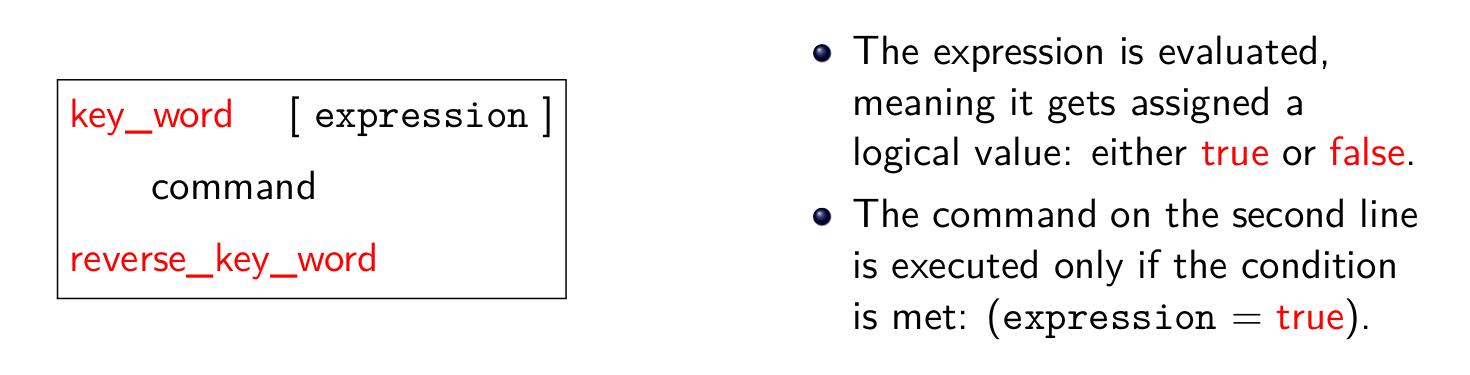 key_word [ expression ]
command
reverse_key_word
The expression is evaluated,
meaning it gets assigned a
logical value: either true or false.
The command on the second line
is executed only if the condition
is met: (expression = true).